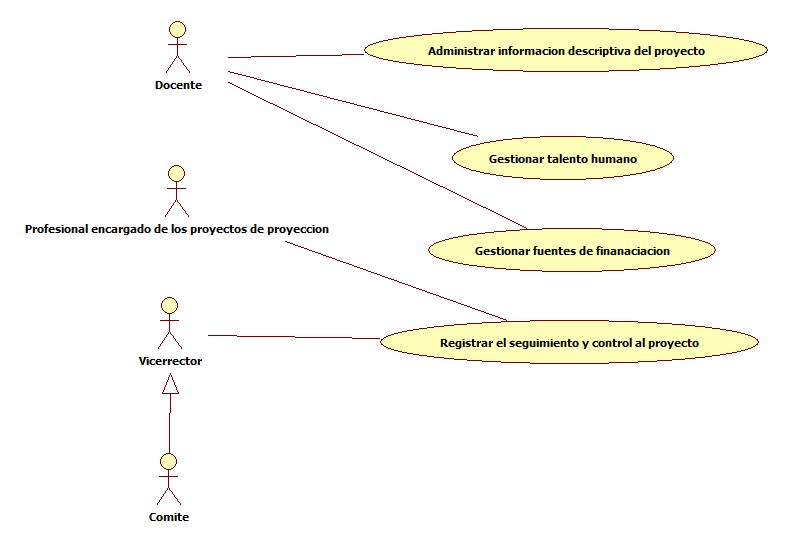 Administrar informacion descriptiva del proyecto
Docente
Gestionar talento humano
Profesional encargado de los proyectos de proyeccion
Gestionar fuentes de finanaciacion
Registrar el seguimiento y control al proyecto
Vicerrector
Comite